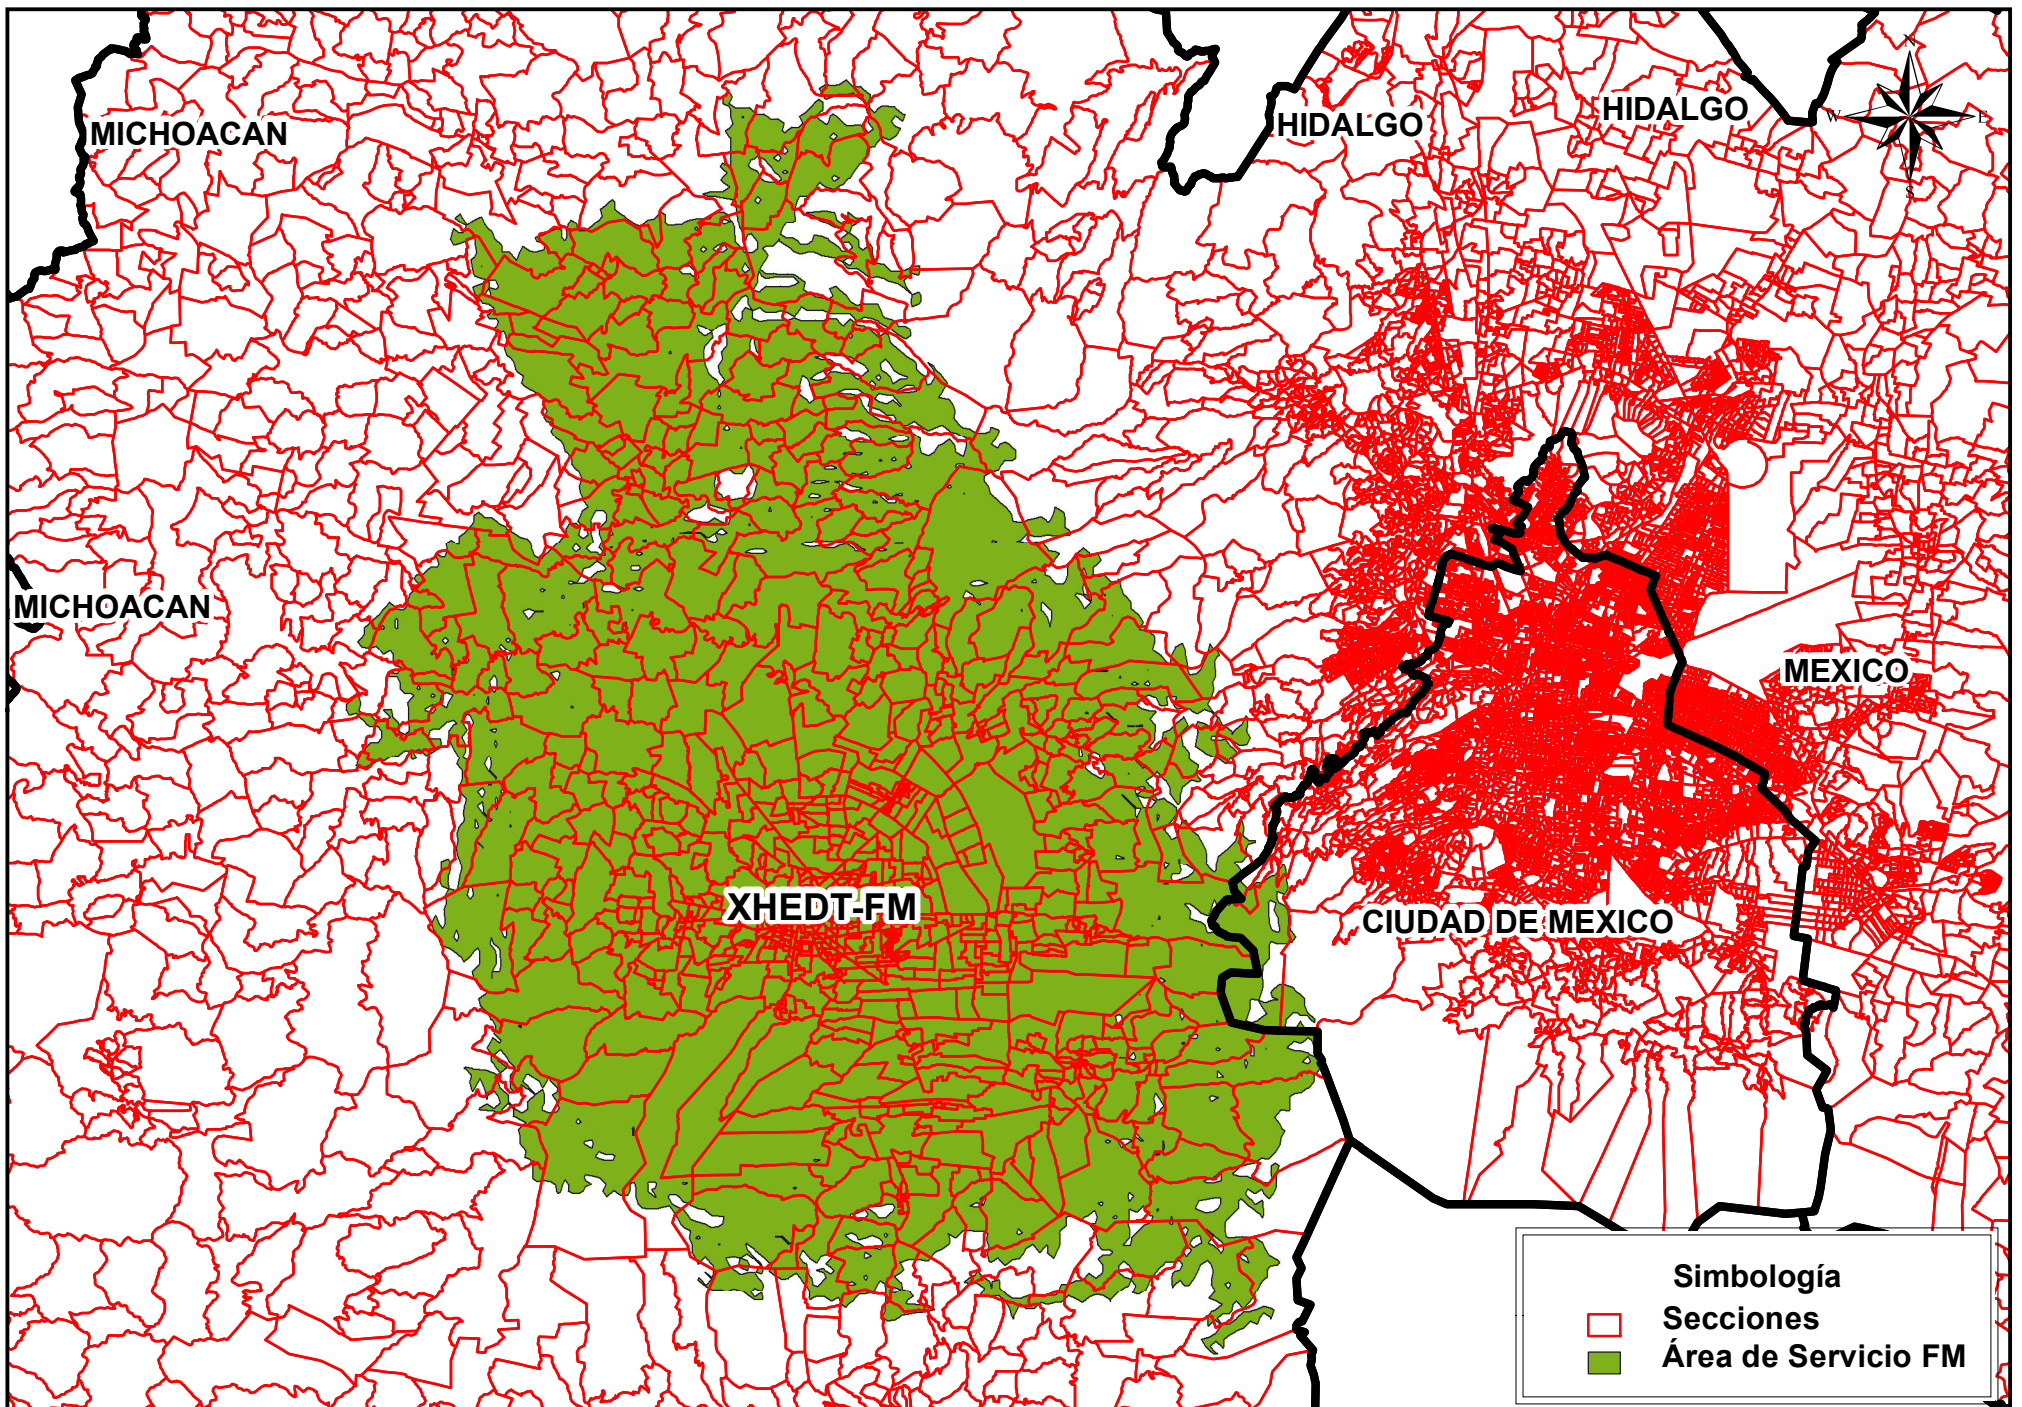 N
W
E
S
MICHOACAN
HIDALGO
HIDALGO
MICHOACAN
MEXICO
XHEDT-FM
CIUDAD DE MEXICO
Simbología
Secciones
Área de Servicio FM